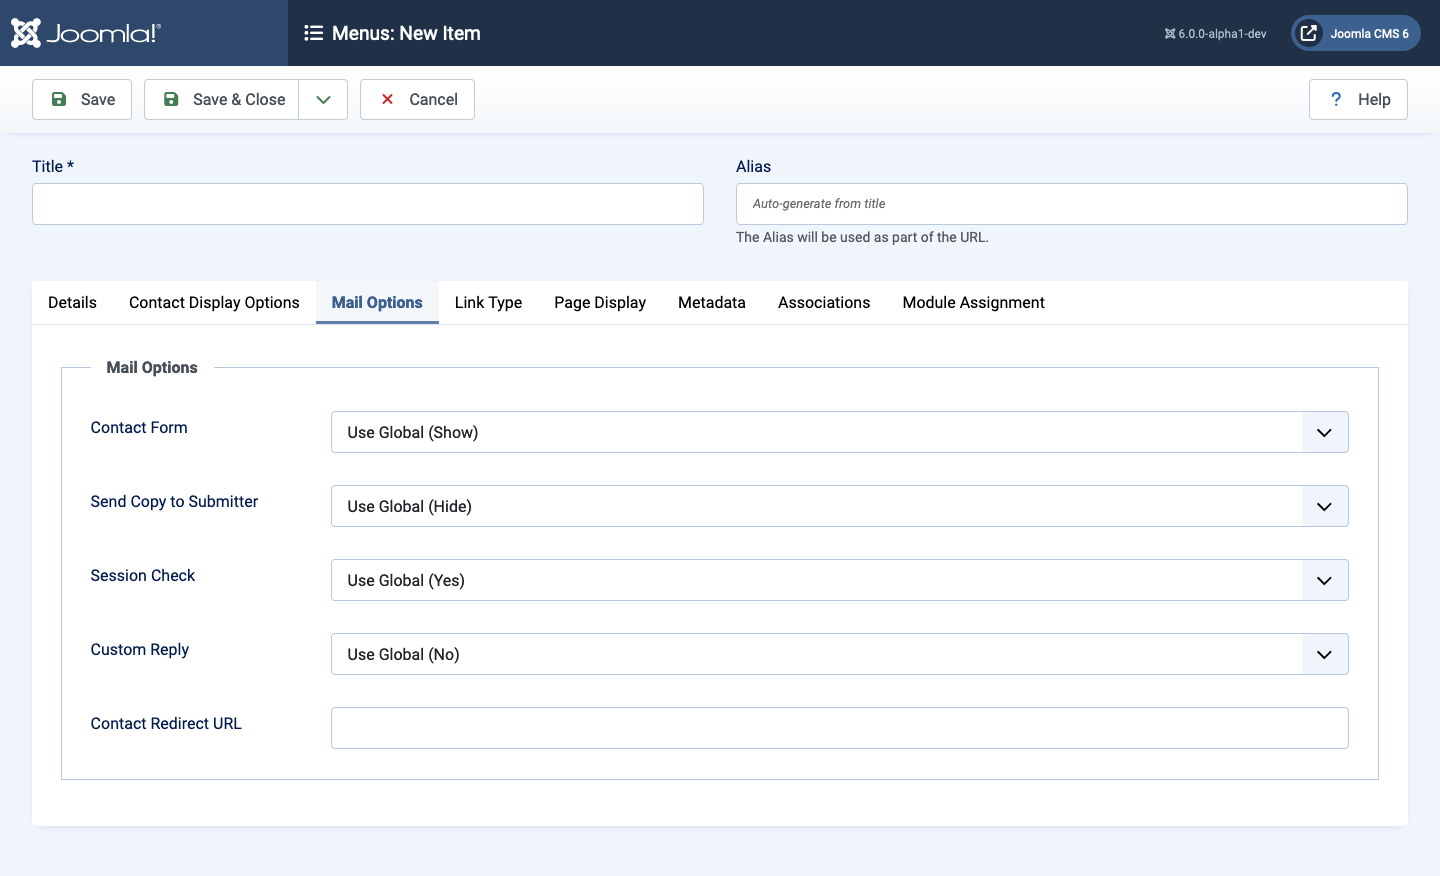 Joomla!®
Menus: New Item
6.0.0-alpha1-dev
Joomla CMS 6
Save
Save & Close
Cancel
? Help
Title *
Alias
Auto-generate from title
The Alias will be used as part of the URL.
Details Contact Display Options Mail Options Link Type Page Display Metadata Associations Module Assignment
Mail Options
Contact Form
Use Global (Show)
Send Copy to Submitter
Use Global (Hide)
Session Check
Use Global (Yes)
Custom Reply
Use Global (No)
Contact Redirect URL